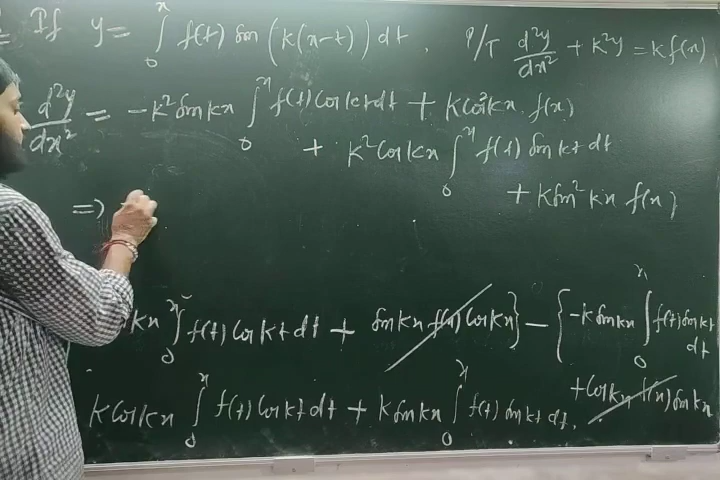 If y = ∫₀ˣ f(t) sin (k(x-t)) dt , P/T d²y/dx² + k²y = k f(x)
d²y/dx² = -k² sin kx ∫₀ˣ f(t) cos kt dt + k cos² kx . f(x)
+ k² cos kx ∫₀ˣ f(t) sin kt dt
+ k sin² kx f(x)
⇒
kx ∫₀ˣ f(t) cos kt dt + sin kx f(x) cos kx } - { -k sin kx ∫₀ˣ f(t) sin kt dt
+ cos kx f(x) sin kx
k cos kx ∫₀ˣ f(t) cos kt dt + k sin kx ∫₀ˣ f(t) sin kt dt .